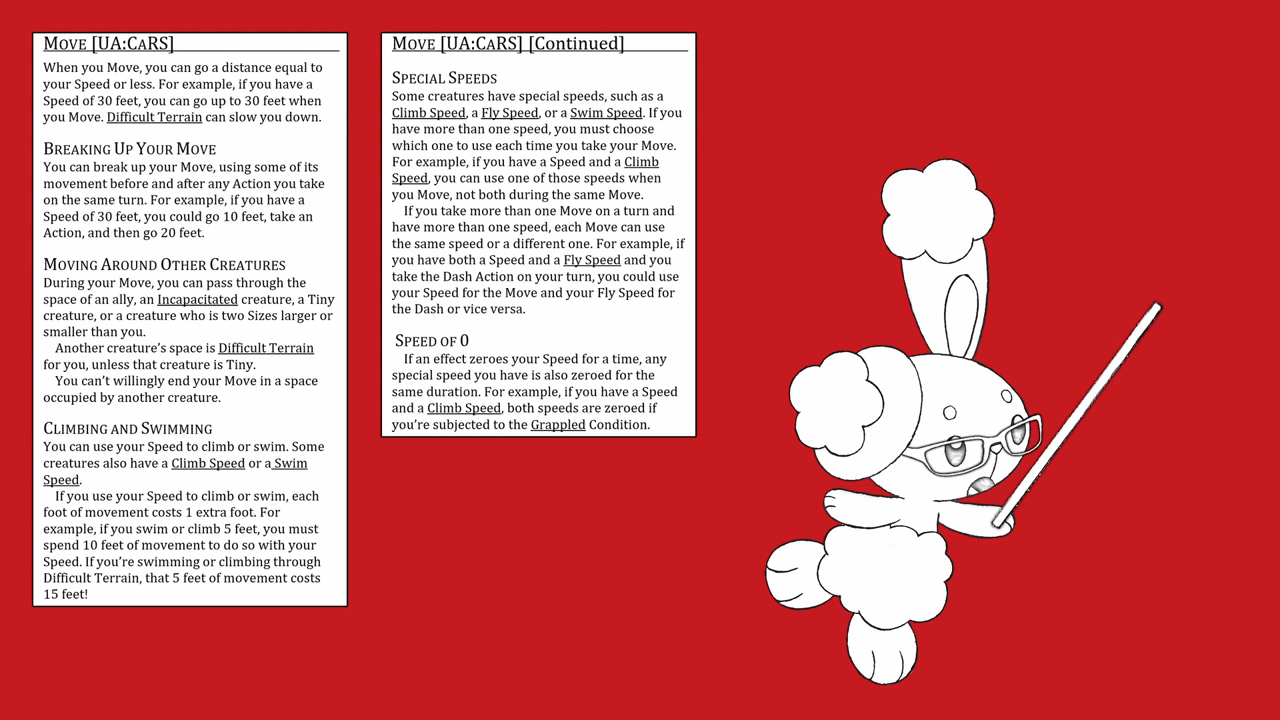 MOVE [UA:CARS]
When you Move, you can go a distance equal to
your Speed or less. For example, if you have a
Speed of 30 feet, you can go up to 30 feet when
you Move. Difficult Terrain can slow you down.
BREAKING UP YOUR MOVE
You can break up your Move, using some of its
movement before and after any Action you take
on the same turn. For example, if you have a
Speed of 30 feet, you could go 10 feet, take an
Action, and then go 20 feet.
MOVING AROUND OTHER CREATURES
During your Move, you can pass through the
space of an ally, an Incapacitated creature, a Tiny
creature, or a creature who is two Sizes larger or
smaller than you.
Another creature's space is Difficult Terrain
for you, unless that creature is Tiny.
You can't willingly end your Move in a space
occupied by another creature.
CLIMBING AND SWIMMING
You can use your Speed to climb or swim. Some
creatures also have a Climb Speed or a Swim
Speed.
If you use your Speed to climb or swim, each
foot of movement costs 1 extra foot. For
example, if you swim or climb 5 feet, you must
spend 10 feet of movement to do so with your
Speed. If you're swimming or climbing through
Difficult Terrain, that 5 feet of movement costs
15 feet!
MOVE [UA:CARS] [Continued]
SPECIAL SPEEDS
Some creatures have special speeds, such as a
Climb Speed, a Fly Speed, or a Swim Speed. If you
have more than one speed, you must choose
which one to use each time you take your Move.
For example, if you have a Speed and a Climb
Speed, you can use one of those speeds when
you Move, not both during the same Move.
If you take more than one Move on a turn and
have more than one speed, each Move can use
the same speed or a different one. For example, if
you have both a Speed and a Fly Speed and you
take the Dash Action on your turn, you could use
your Speed for the Move and your Fly Speed for
the Dash or vice versa.
SPEED OF 0
If an effect zeroes your Speed for a time, any
special speed you have is also zeroed for the
same duration. For example, if you have a Speed
and a Climb Speed, both speeds are zeroed if
you're subjected to the Grappled Condition.